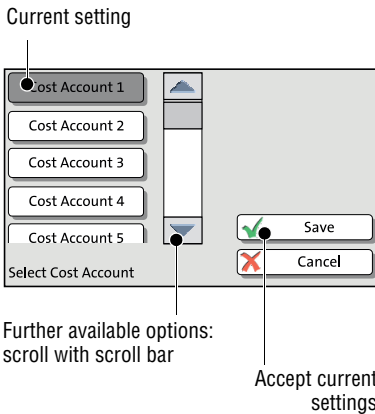 Current setting
Cost Account 1
Cost Account 2
Cost Account 3
Cost Account 4
Cost Account 5
Save
Cancel
Select Cost Account
Further available options:
scroll with scroll bar
Accept current
settings